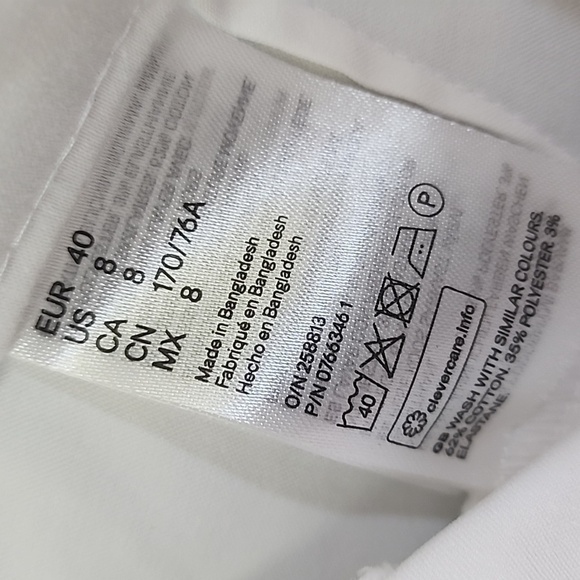 EUR 40
US 8
CA 8
CN 170/76A
MX 8
Made in Bangladesh
Fabriqué en Bangladesh
Hecho en Bangladesh
O/N 258813
P/N 0766346 1
40
P
clevercare.info
GB WASH WITH SIMILAR COLOURS.
62% COTTON. 35% POLYESTER. 3%
ELASTANE